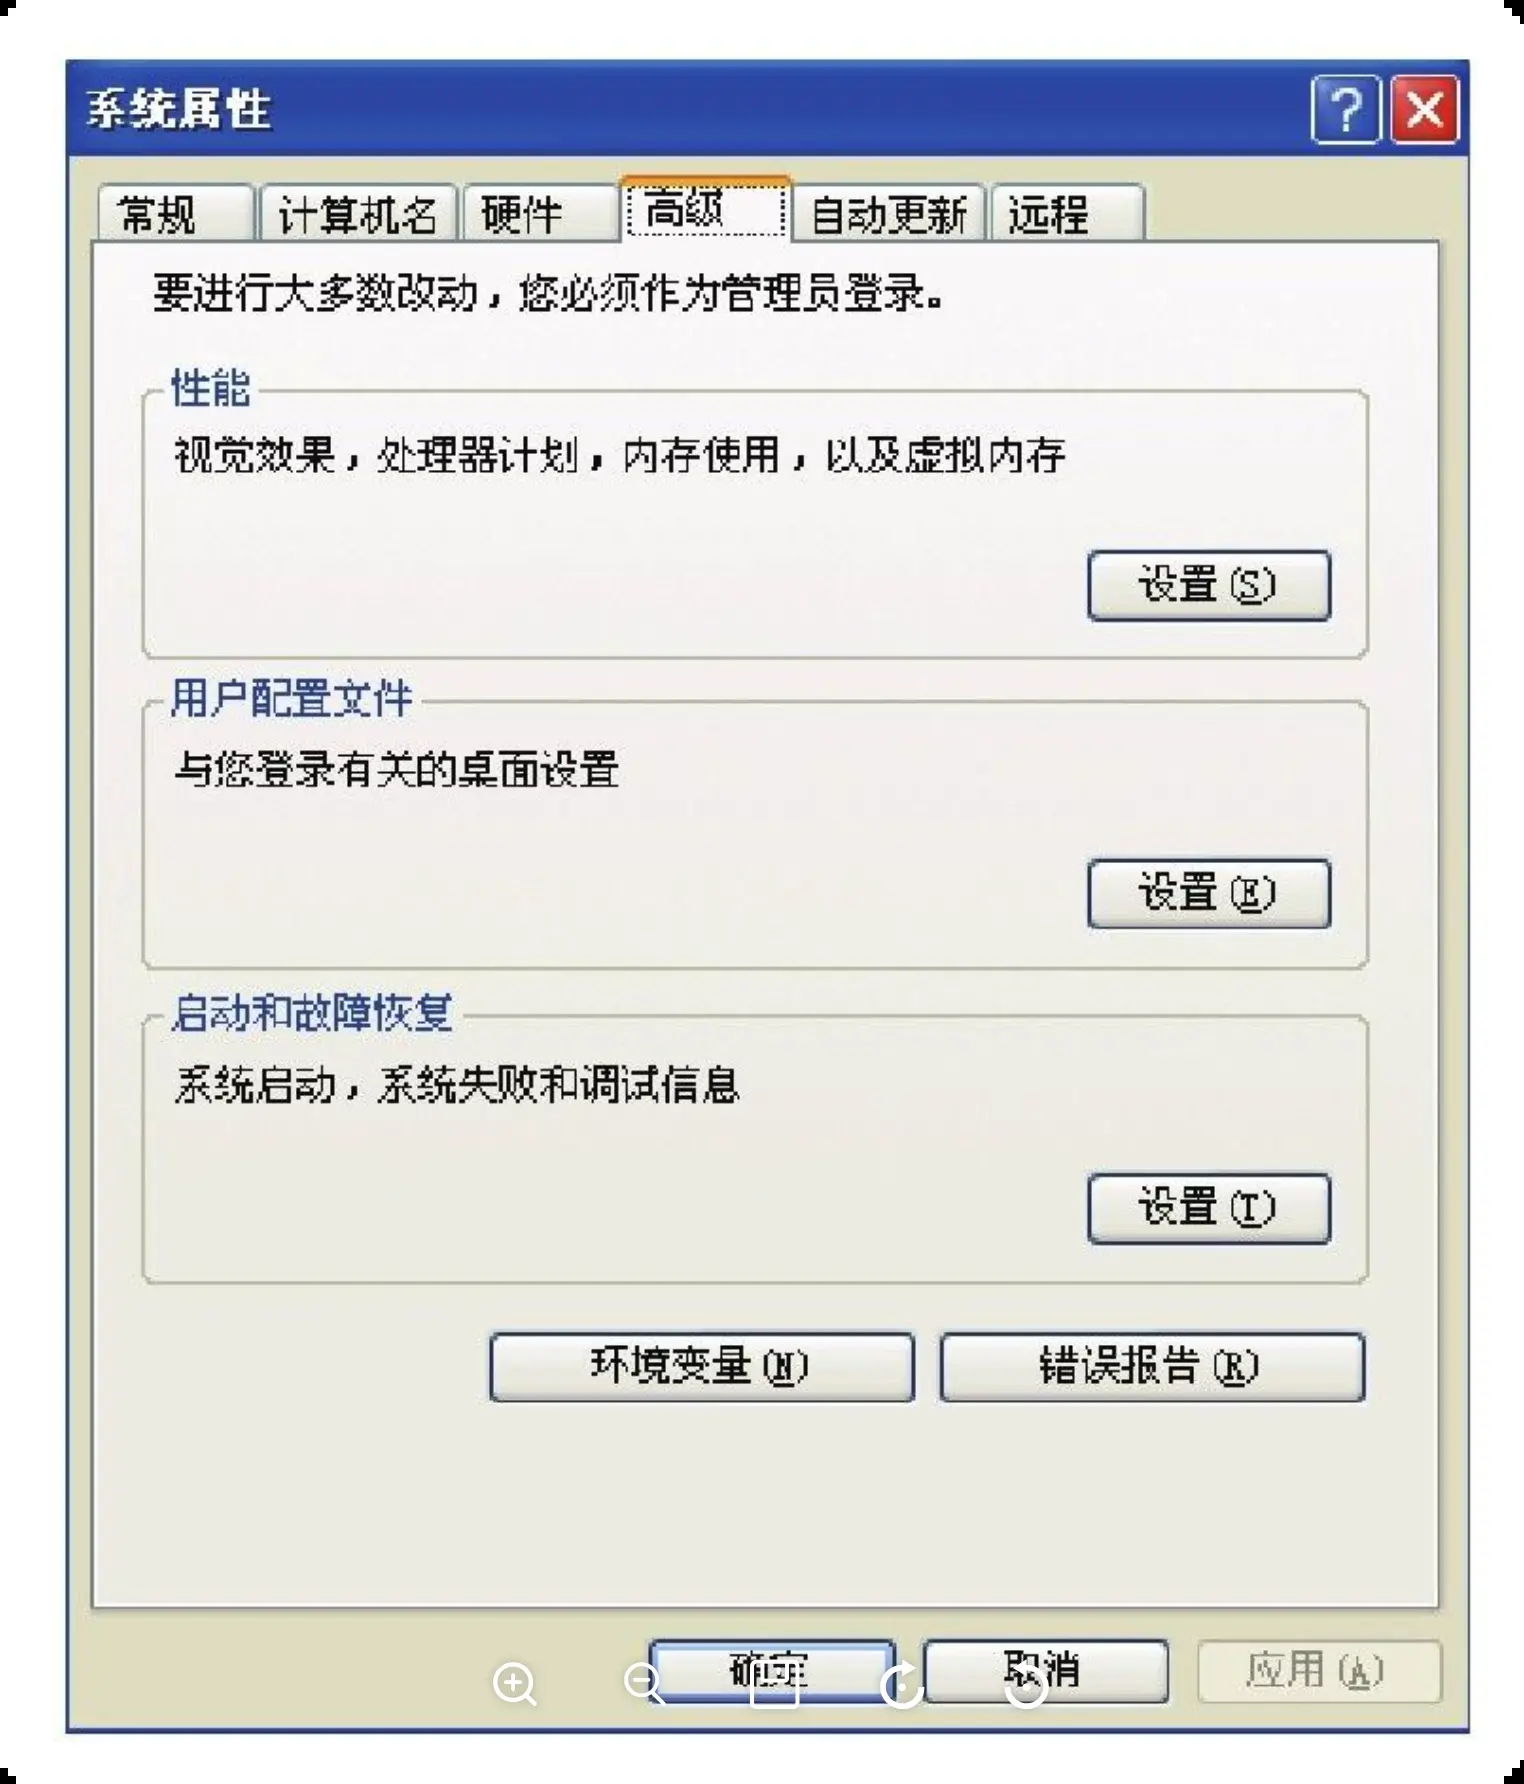 系统属性
常规 计算机名 硬件 高级 自动更新 远程
要进行大多数改动，您必须作为管理员登录。
性能
视觉效果，处理器计划，内存使用，以及虚拟内存
设置(S)
用户配置文件
与您登录有关的桌面设置
设置(E)
启动和故障恢复
系统启动，系统失败和调试信息
设置(T)
环境变量(N) 错误报告(R)
确定 取消 应用(A)